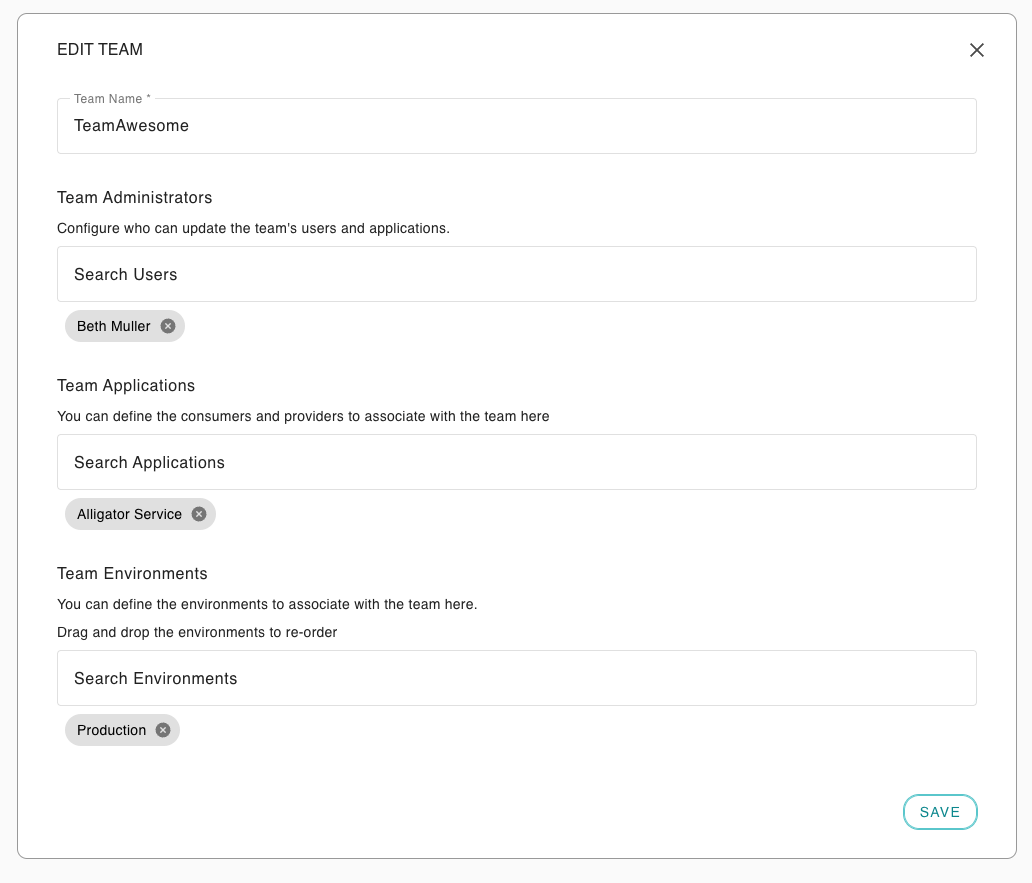 EDIT TEAM
Team Name *
TeamAwesome
Team Administrators
Configure who can update the team's users and applications.
Search Users
Beth Muller
Team Applications
You can define the consumers and providers to associate with the team here
Search Applications
Alligator Service
Team Environments
You can define the environments to associate with the team here.
Drag and drop the environments to re-order
Search Environments
Production
SAVE